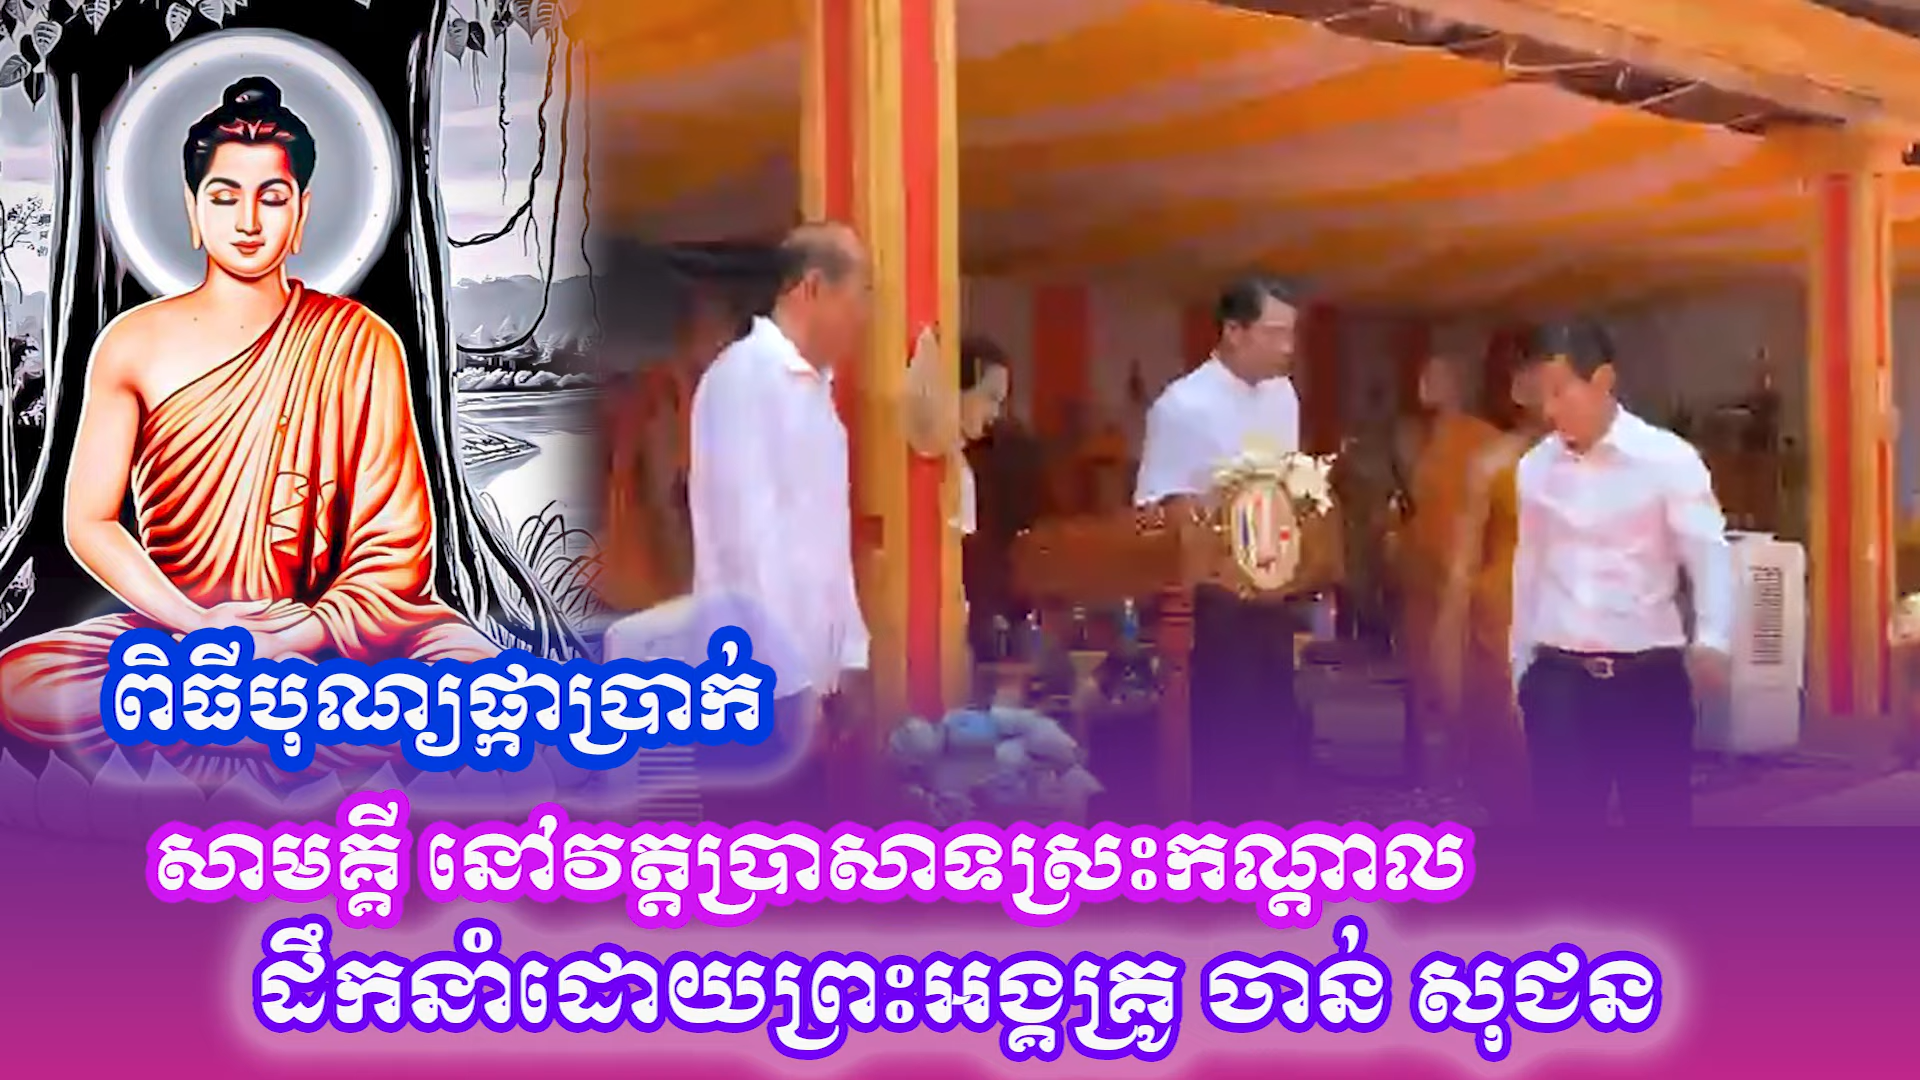 ពិធីបុណ្យផ្កាប្រាក់
សាមគ្គី នៅវត្តប្រាសាទស្រះកណ្តាល
ដឹកនាំដោយព្រះអង្គគ្រូ ចាន់ សុជន